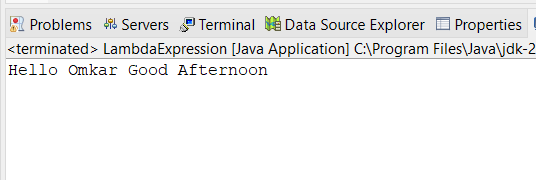 Problems Servers Terminal Data Source Explorer Properties
<terminated> LambdaExpression [Java Application] C:\Program Files\Java\jdk-2
Hello Omkar Good Afternoon